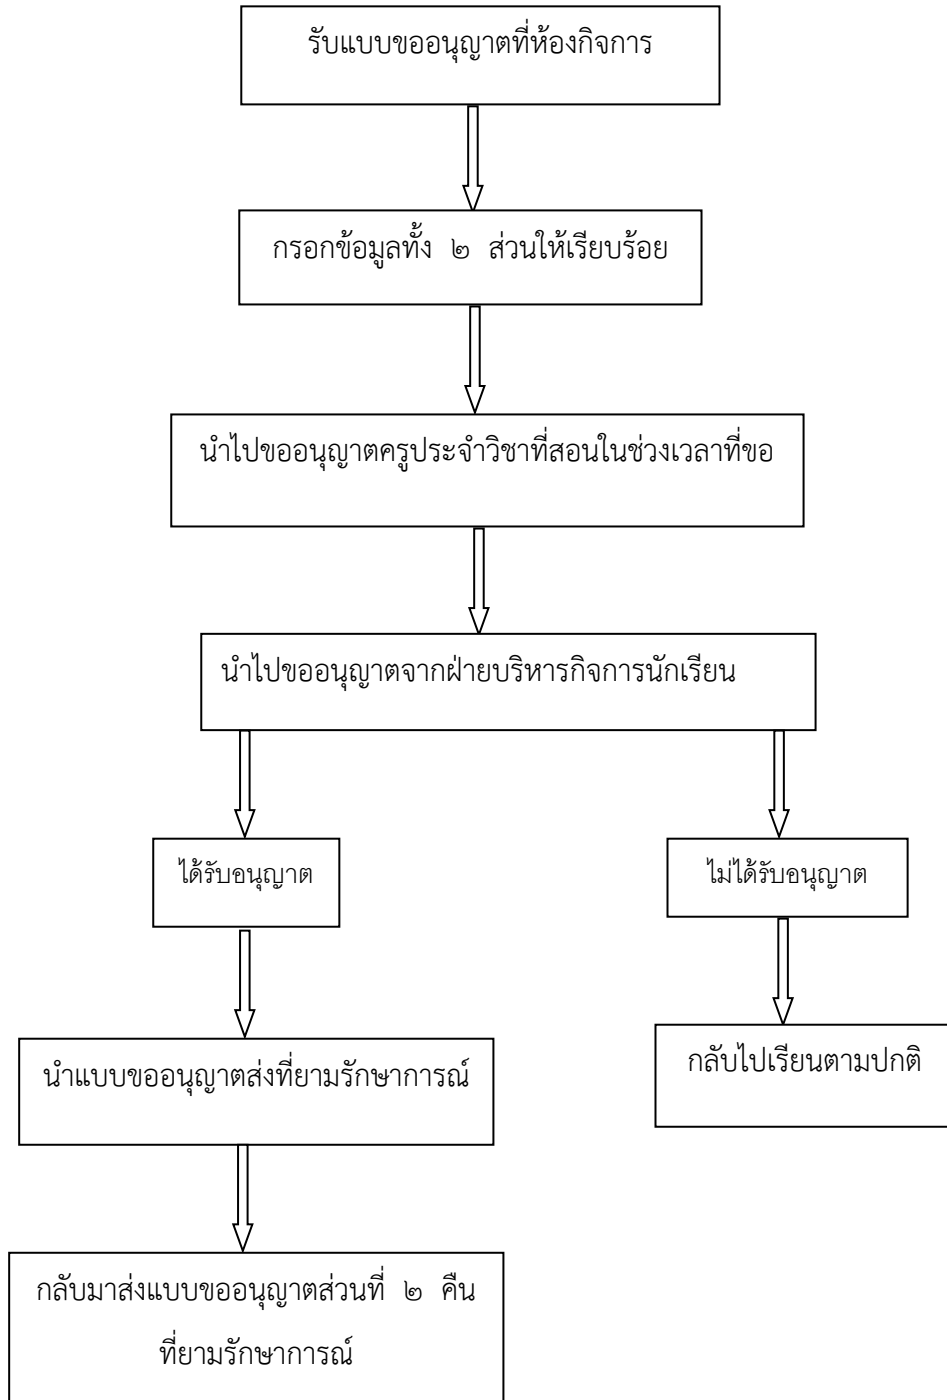 รับแบบขออนุญาตที่ห้องกิจการ
กรอกข้อมูลทั้ง ๒ ส่วนให้เรียบร้อย
นำไปขออนุญาตครูประจำวิชาที่สอนในช่วงเวลาที่ขอ
นำไปขออนุญาตจากฝ่ายบริหารกิจการนักเรียน
ได้รับอนุญาต
ไม่ได้รับอนุญาต
นำแบบขออนุญาตส่งที่ยามรักษาการณ์
กลับไปเรียนตามปกติ
กลับมาส่งแบบขออนุญาตส่วนที่ ๒ คืน
ที่ยามรักษาการณ์